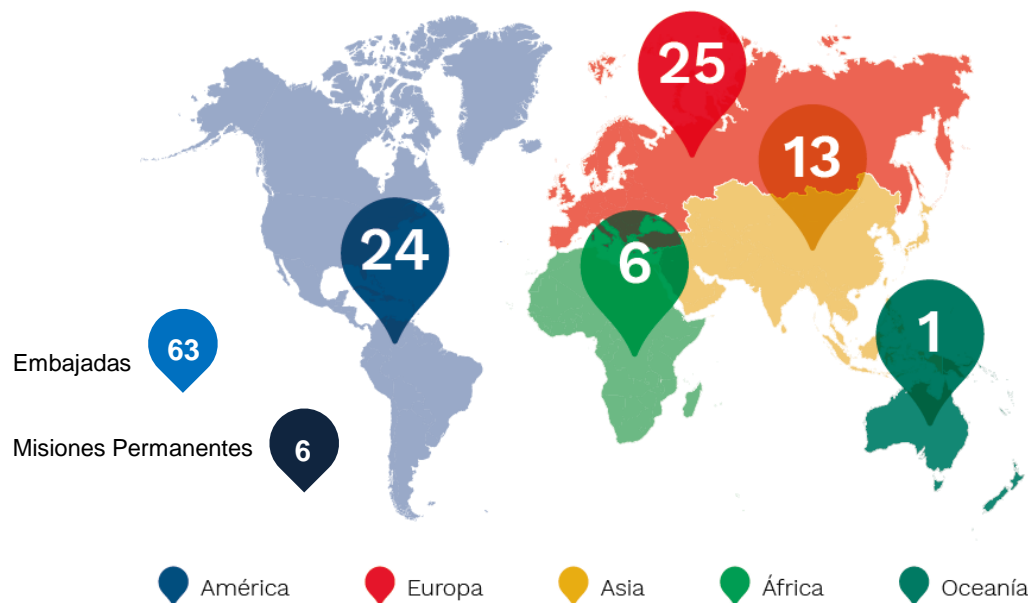 25
13
24
6
1
Embajadas 63
Misiones Permanentes 6
América Europa Asia África Oceanía